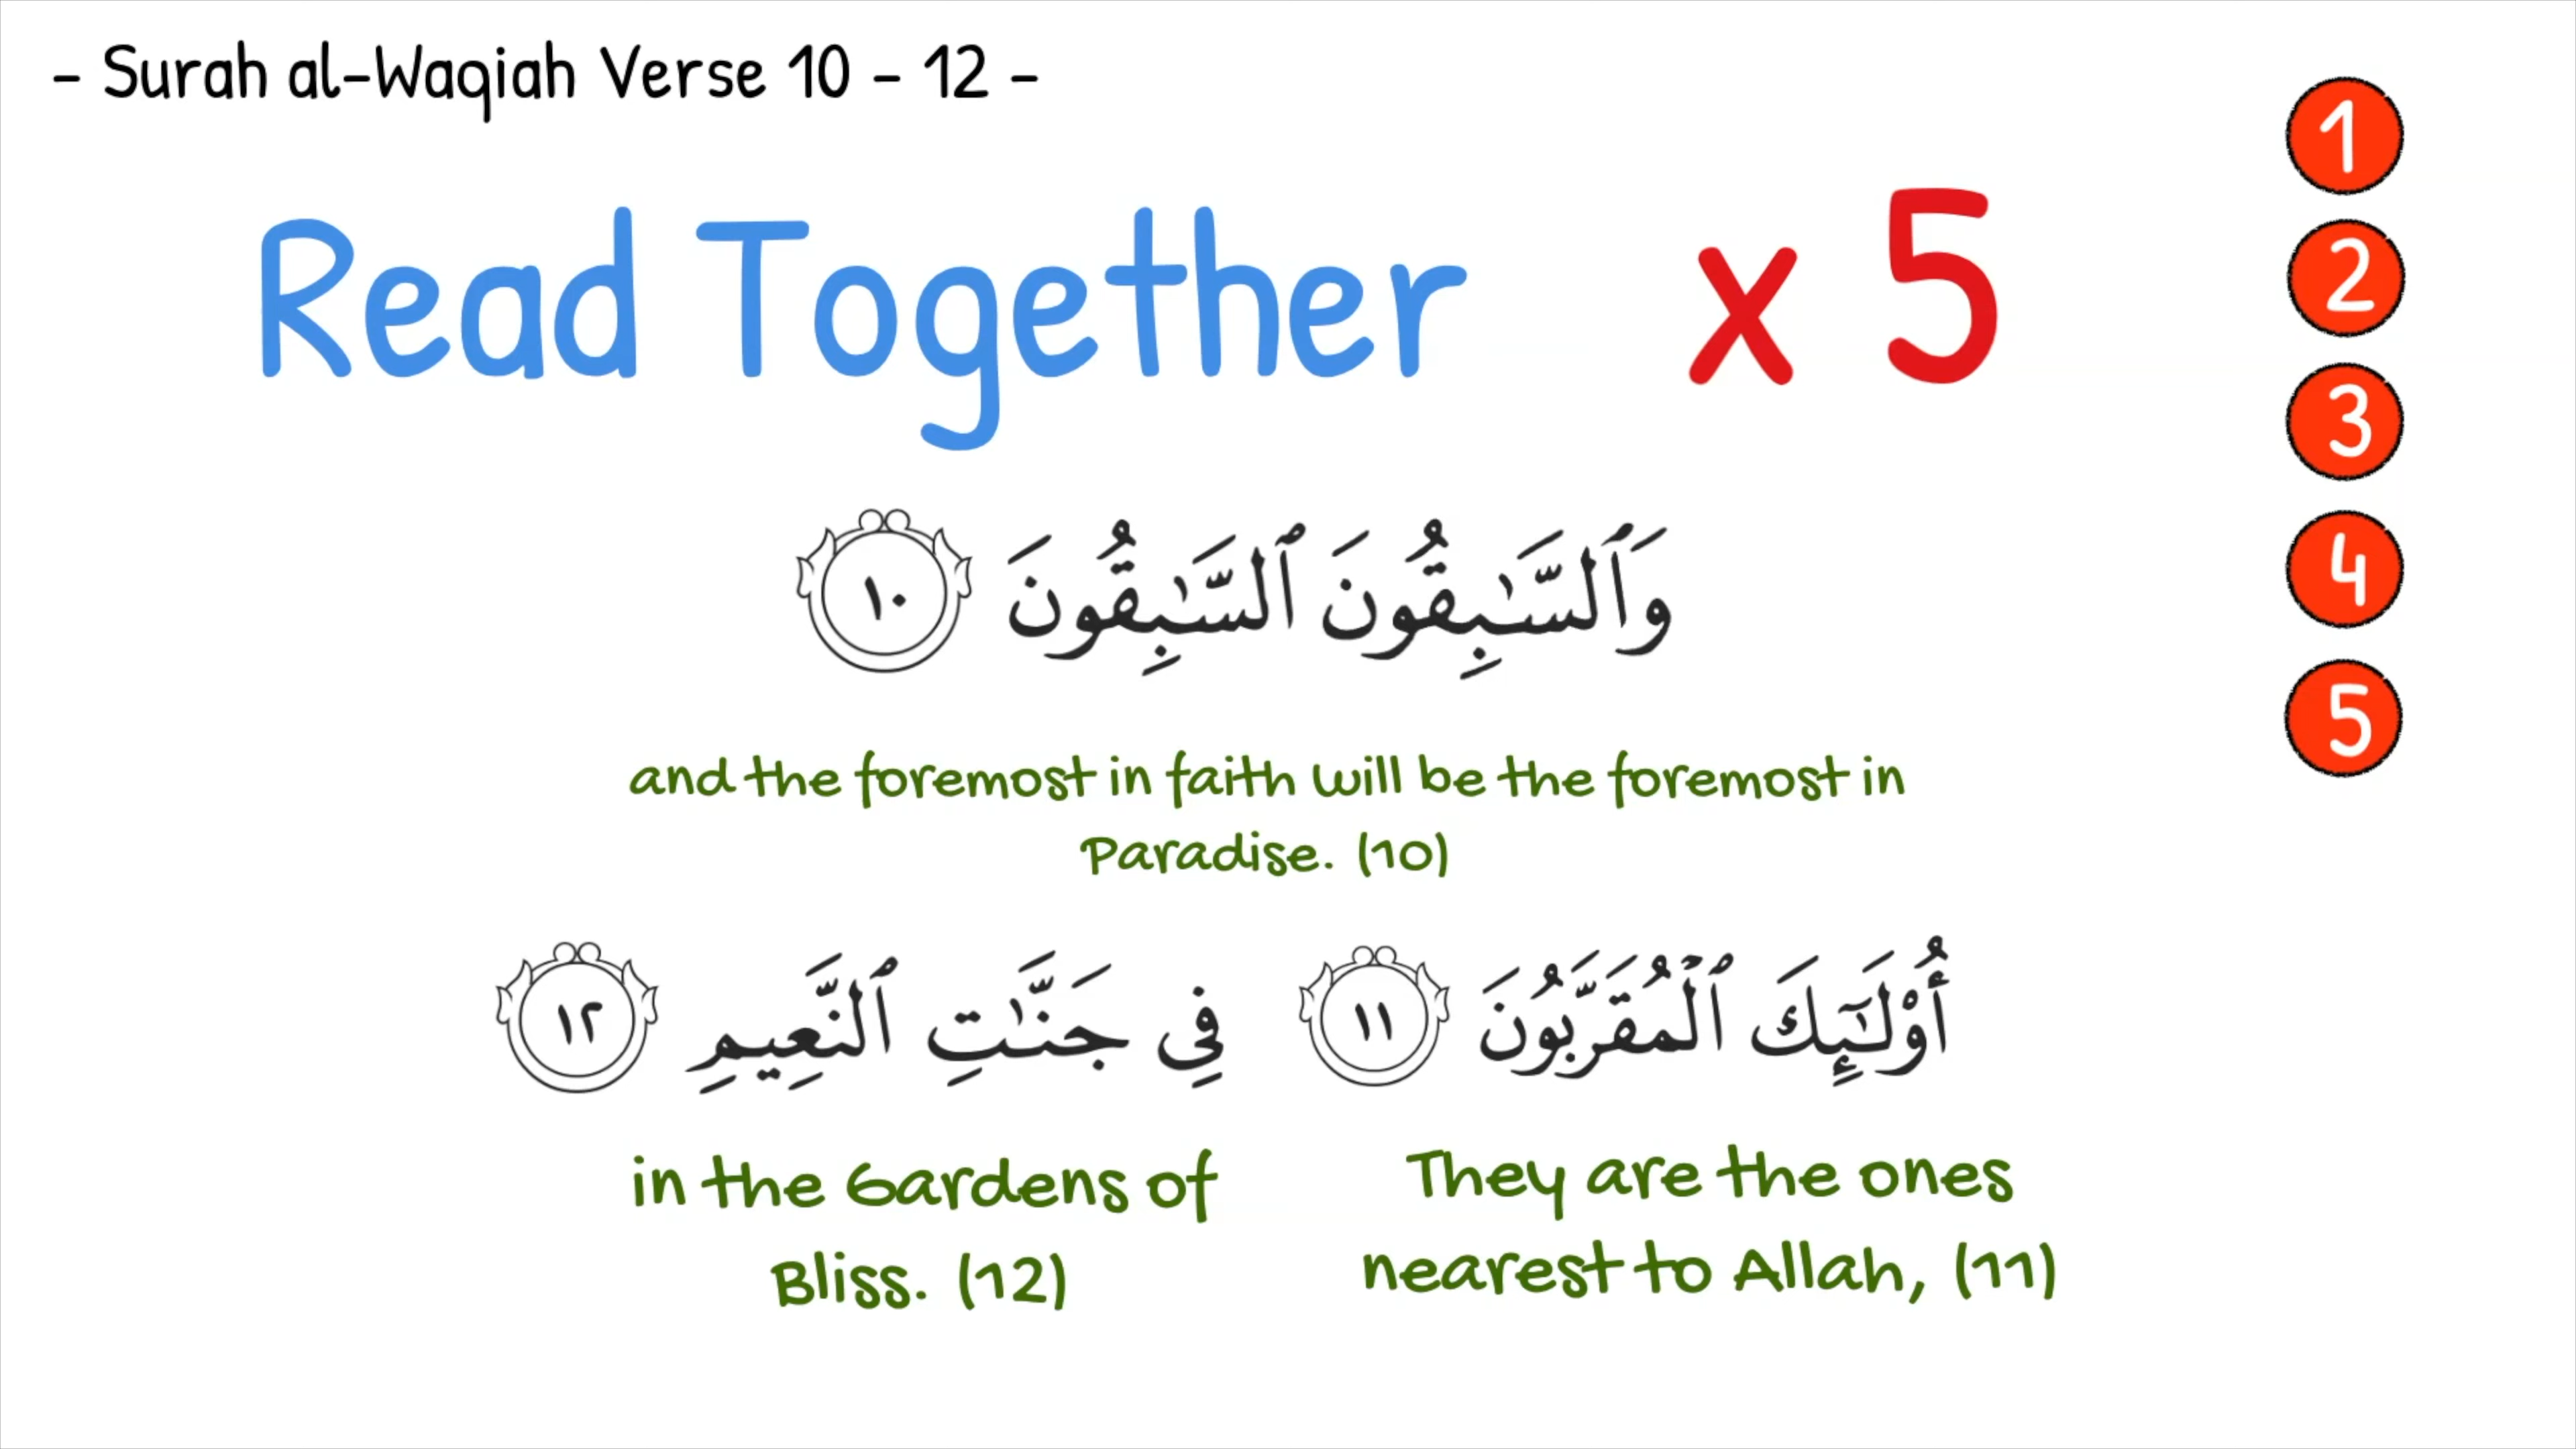 - Surah al-Waqiah Verse 10 - 12 -
Read Together x 5
1
2
3
4
5
وَٱلسَّـٰبِقُونَ ٱلسَّـٰبِقُونَ ١٠
and the foremost in faith will be the foremost in
Paradise. (10)
أُو۟لَـٰٓئِكَ ٱلْمُقَرَّبُونَ ١١ فِى جَنَّـٰتِ ٱلنَّعِيمِ ١٢
They are the ones
nearest to Allah, (11)
in the Gardens of
Bliss. (12)